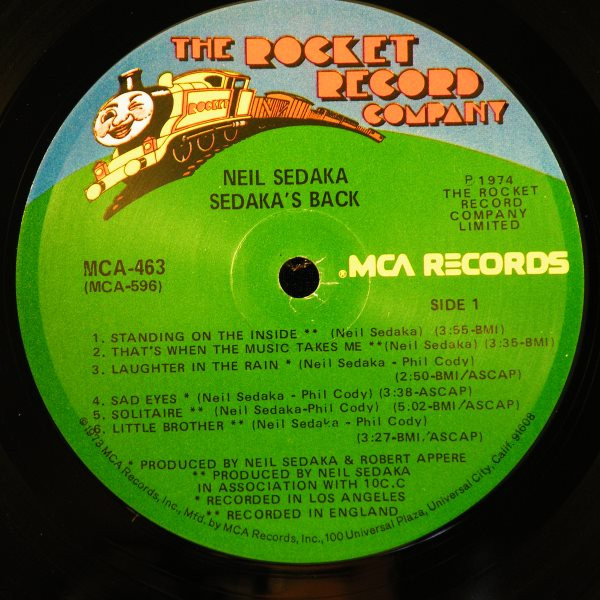 THE ROCKET
RECORD
COMPANY
ROCKET
NEIL SEDAKA
SEDAKA'S BACK
P 1974
THE ROCKET
RECORD
COMPANY
LIMITED
MCA-463
(MCA-596)
®MCA RECORDS
SIDE 1
1. STANDING ON THE INSIDE ** (Neil Sedaka) (3:55-BMI)
2. THAT'S WHEN THE MUSIC TAKES ME **(Neil Sedaka) (3:35-BMI)
3. LAUGHTER IN THE RAIN * (Neil Sedaka - Phil Cody)
(2:50-BMI/ASCAP)
4. SAD EYES * (Neil Sedaka - Phil Cody) (3:38-ASCAP)
5. SOLITAIRE ** (Neil Sedaka-Phil Cody) (5:02-BMI/ASCAP)
6. LITTLE BROTHER ** (Neil Sedaka - Phil Cody)
(3:27-BMI/ASCAP)
* PRODUCED BY NEIL SEDAKA & ROBERT APPERE
** PRODUCED BY NEIL SEDAKA
IN ASSOCIATION WITH 10C.C
* RECORDED IN LOS ANGELES
** RECORDED IN ENGLAND
© 1973 MCA Records, Inc., Mfd. by MCA Records, Inc., 100 Universal Plaza, Universal City, Calif. 91608